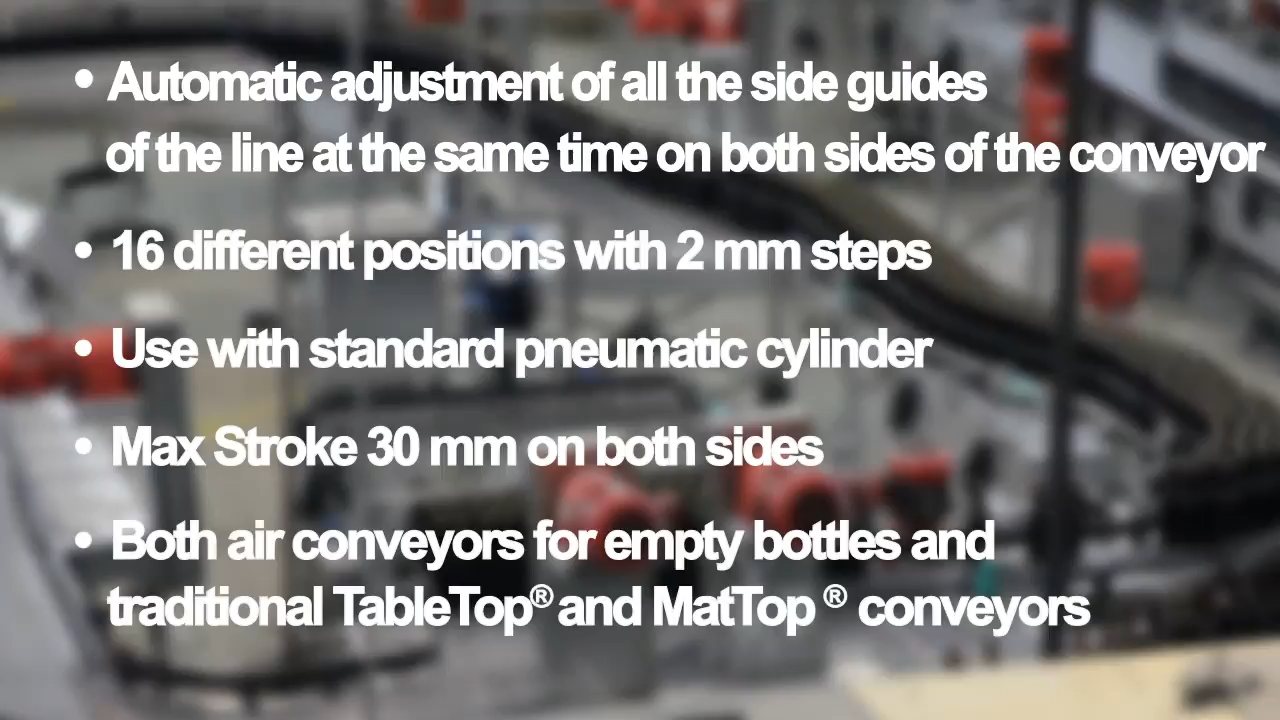 • Automatic adjustment of all the side guides
of the line at the same time on both sides of the conveyor
• 16 different positions with 2 mm steps
• Use with standard pneumatic cylinder
• Max Stroke 30 mm on both sides
• Both air conveyors for empty bottles and
traditional TableTop® and MatTop ® conveyors